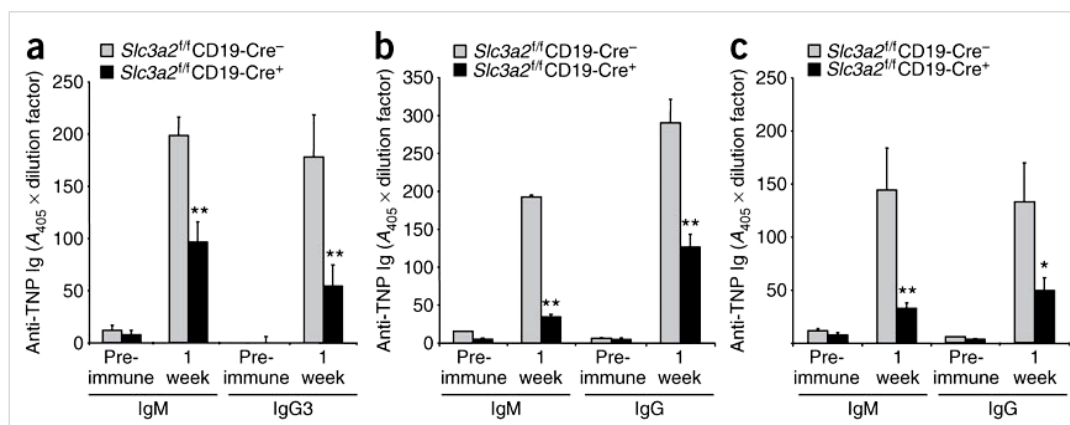 a
Slc3a2f/fCD19-Cre–
Slc3a2f/fCD19-Cre+
Anti-TNP Ig (A405 × dilution factor)
250
200
150
100
50
0
**
**
Pre-immune
1 week
Pre-immune
1 week
IgM
IgG3
b
Slc3a2f/fCD19-Cre–
Slc3a2f/fCD19-Cre+
Anti-TNP Ig (A405 × dilution factor)
350
300
250
200
150
100
50
0
**
**
Pre-immune
1 week
Pre-immune
1 week
IgM
IgG
c
Slc3a2f/fCD19-Cre–
Slc3a2f/fCD19-Cre+
Anti-TNP Ig (A405 × dilution factor)
250
200
150
100
50
0
**
*
Pre-immune
1 week
Pre-immune
1 week
IgM
IgG